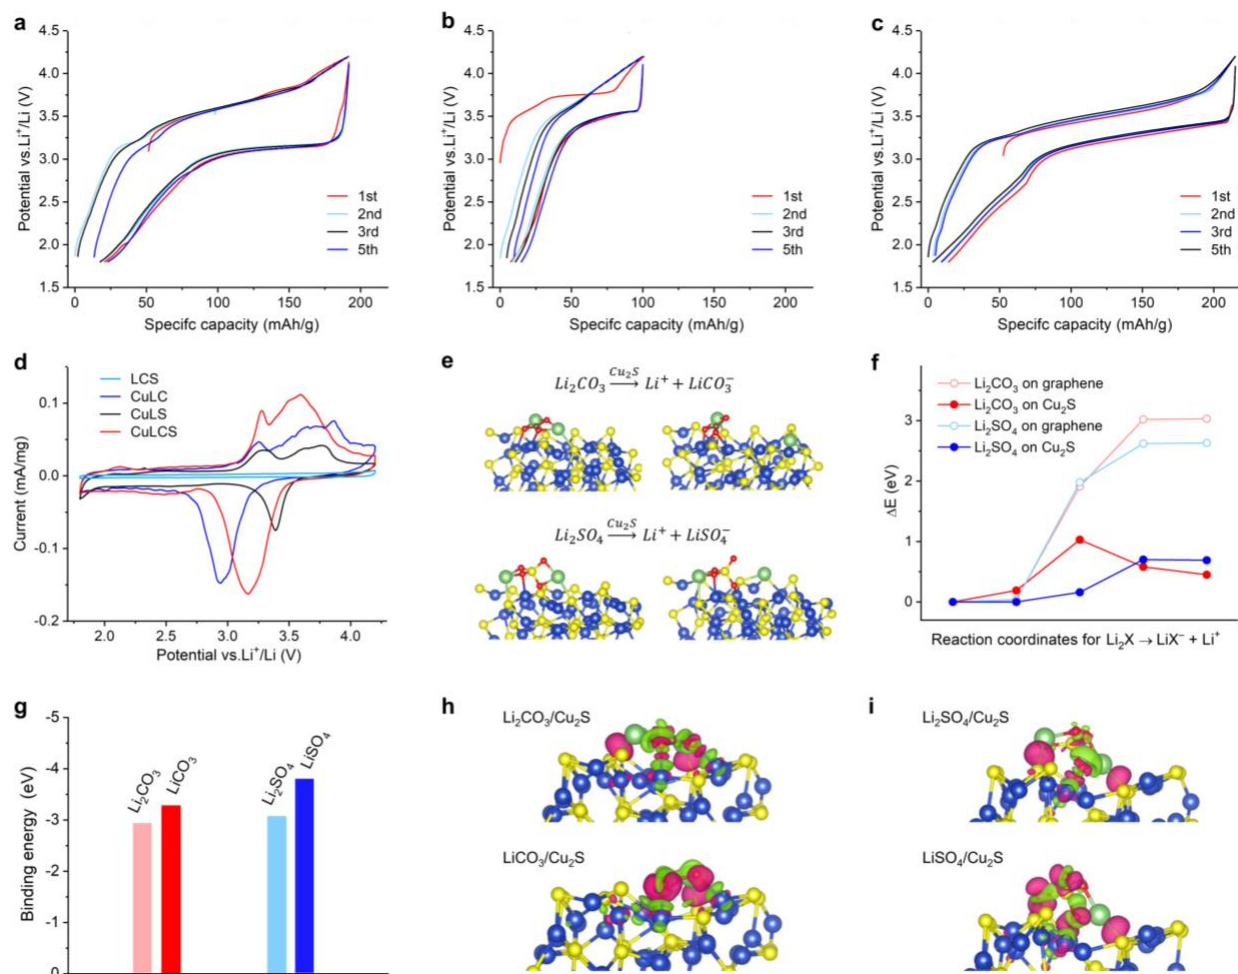 a
Potential vs.Li⁺/Li (V)
4.5
4.0
3.5
3.0
2.5
2.0
1.5
0
50
100
150
200
Specifc capacity (mAh/g)
1st
2nd
3rd
5th
b
Potential vs.Li⁺/Li (V)
4.5
4.0
3.5
3.0
2.5
2.0
1.5
0
50
100
150
200
Specifc capacity (mAh/g)
1st
2nd
3rd
5th
c
Potential vs.Li⁺/Li (V)
4.5
4.0
3.5
3.0
2.5
2.0
1.5
0
50
100
150
200
Specifc capacity (mAh/g)
1st
2nd
3rd
5th
d
Current (mA/mg)
0.1
0.0
-0.1
-0.2
2.0
2.5
3.0
3.5
4.0
Potential vs.Li⁺/Li (V)
LCS
CuLC
CuLS
CuLCS
e
Li₂CO₃ Cu₂S→ Li⁺ + LiCO₃⁻
Li₂SO₄ Cu₂S→ Li⁺ + LiSO₄⁻
f
Li₂CO₃ on graphene
Li₂CO₃ on Cu₂S
Li₂SO₄ on graphene
Li₂SO₄ on Cu₂S
ΔE (eV)
3
2
1
0
Reaction coordinates for Li₂X → LiX⁻ + Li⁺
g
Binding energy (eV)
-5
-4
-3
-2
-1
0
Li₂CO₃
LiCO₃
Li₂SO₄
LiSO₄
h
Li₂CO₃/Cu₂S
LiCO₃/Cu₂S
i
Li₂SO₄/Cu₂S
LiSO₄/Cu₂S